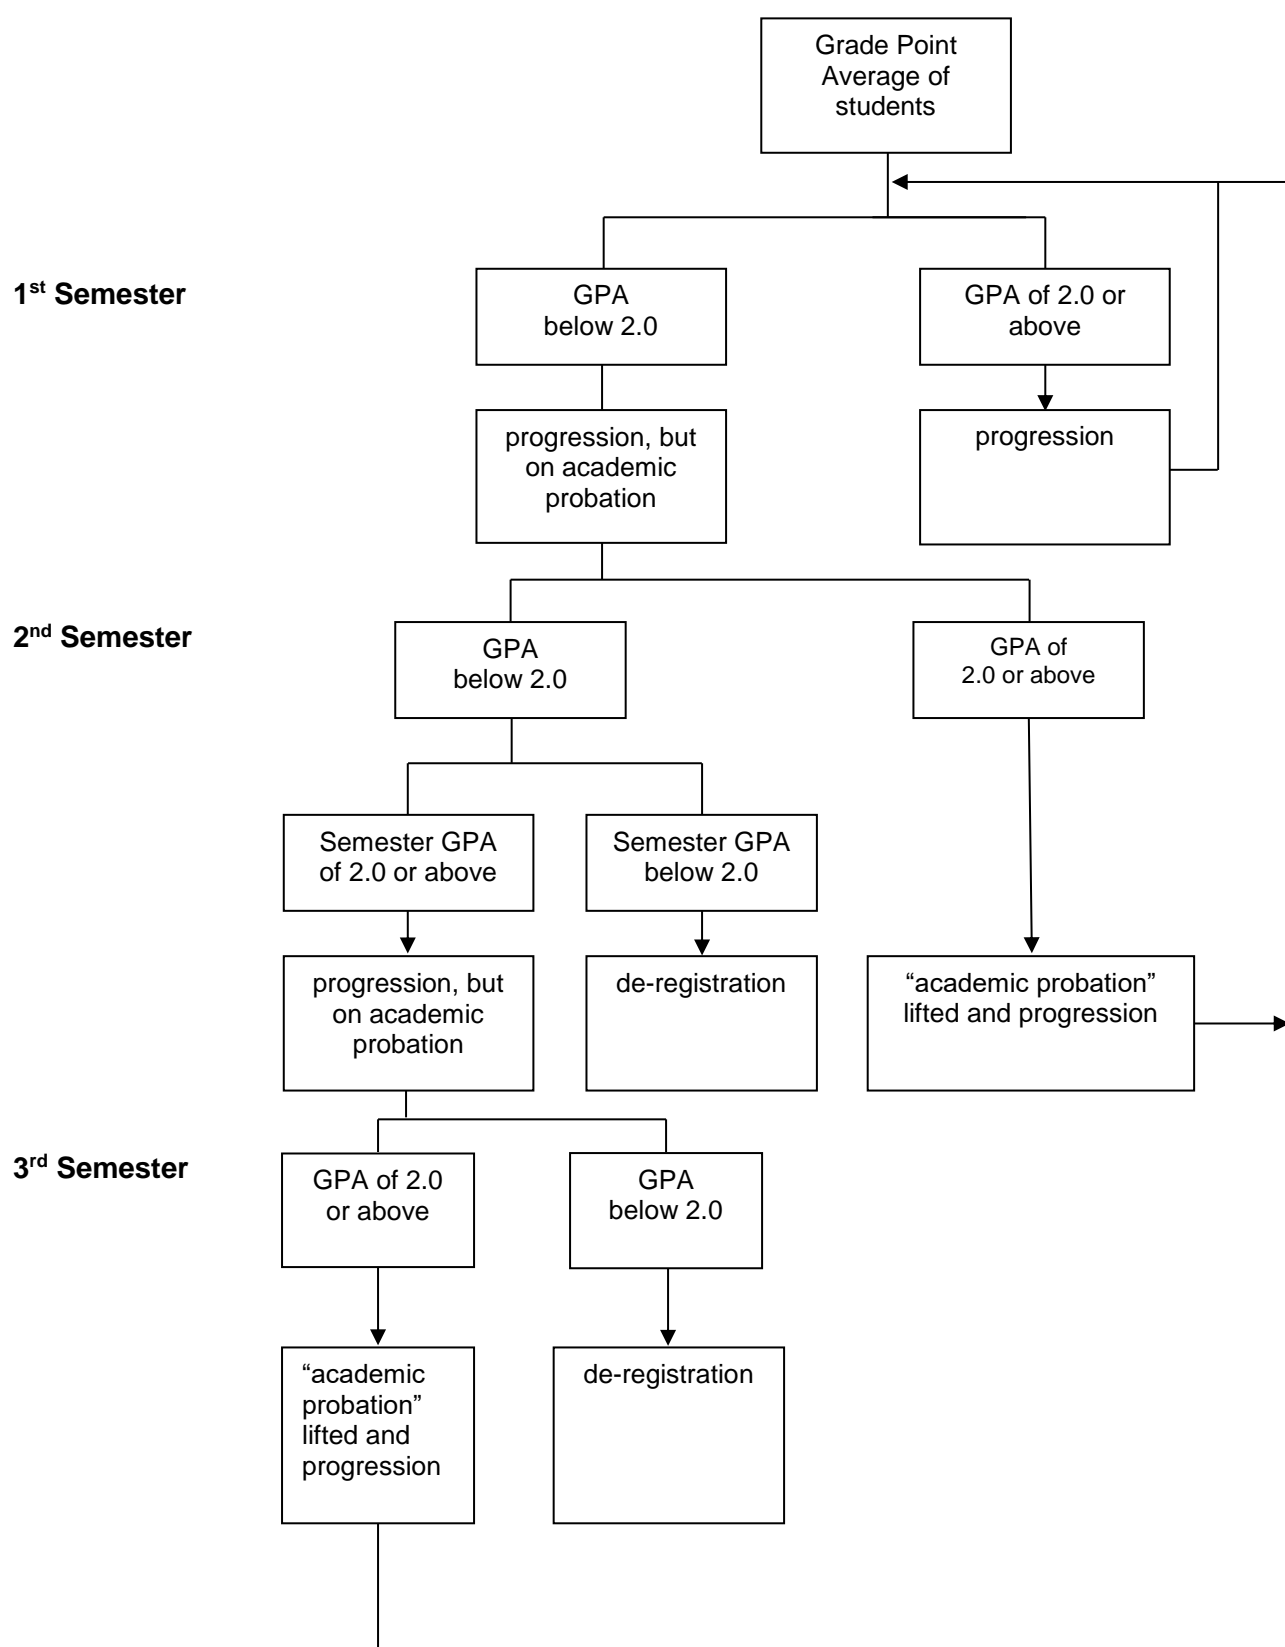 Grade Point
Average of
students
1st Semester
GPA
below 2.0
GPA of 2.0 or
above
progression, but
on academic
probation
progression
2nd Semester
GPA
below 2.0
GPA of
2.0 or above
Semester GPA
of 2.0 or above
Semester GPA
below 2.0
progression, but
on academic
probation
de-registration
“academic probation”
lifted and progression
3rd Semester
GPA of 2.0
or above
GPA
below 2.0
“academic
probation”
lifted and
progression
de-registration